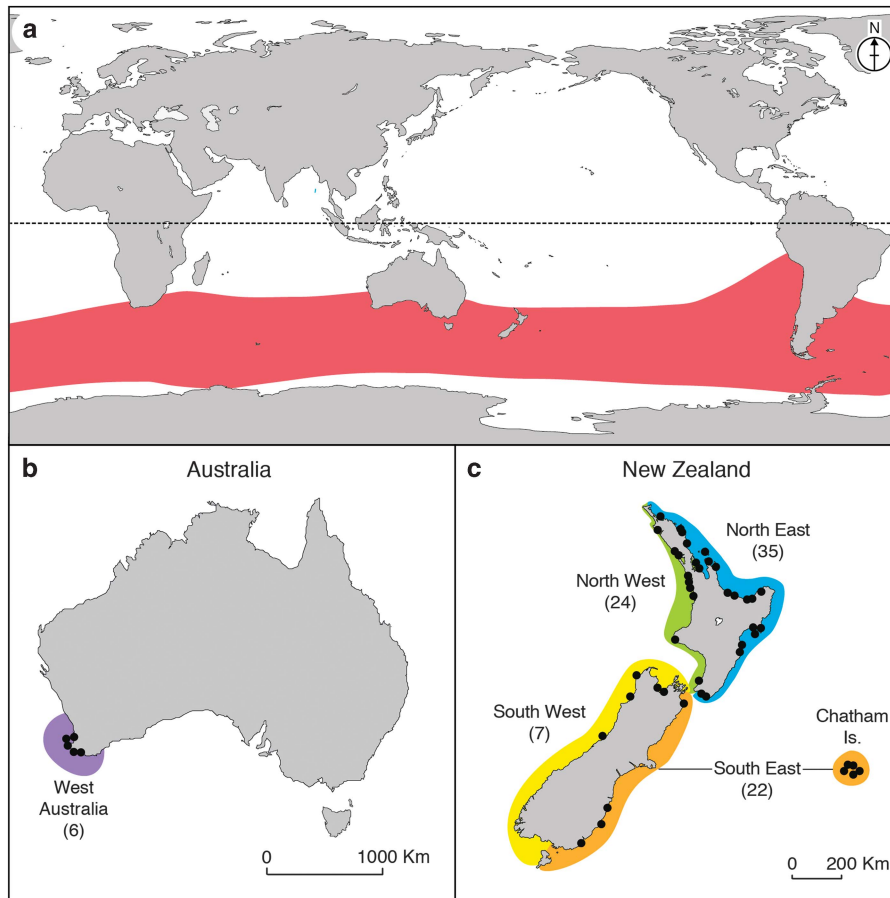 a
N
b
Australia
West
Australia
(6)
0
1000 Km
c
New Zealand
North East
(35)
North West
(24)
South West
(7)
Chatham
Is.
South East
(22)
0
200 Km